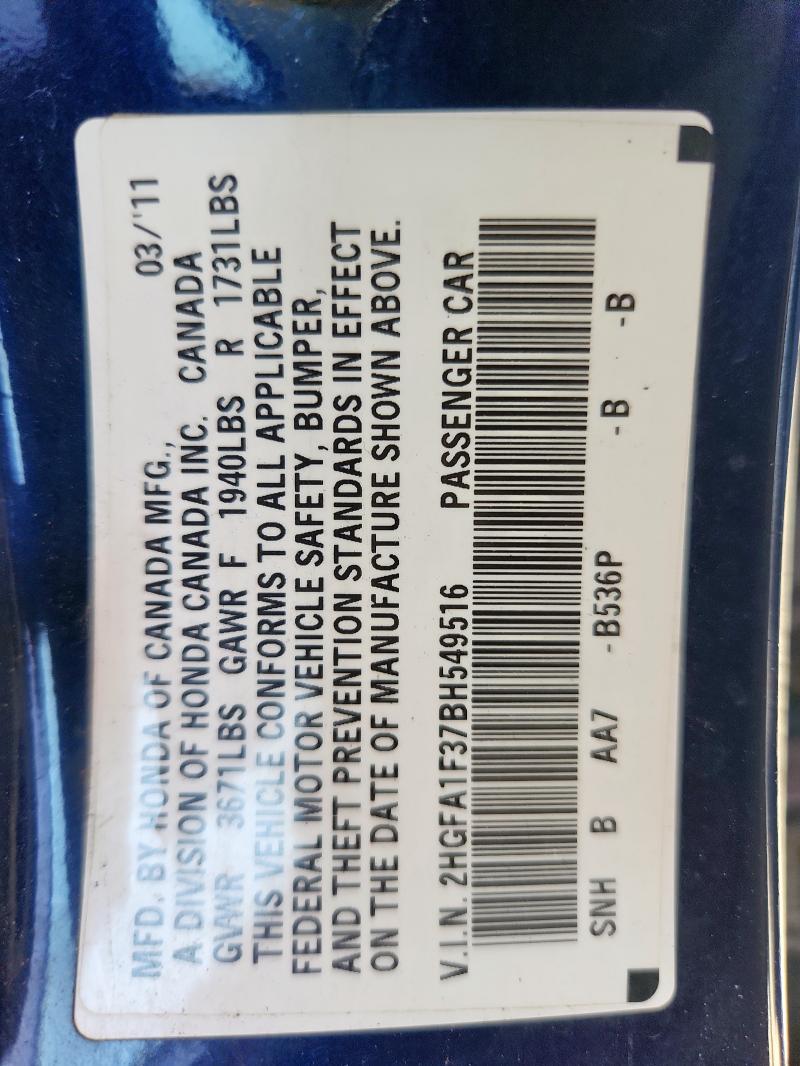 MFD. BY HONDA OF CANADA MFG., 03/'11
A DIVISION OF HONDA CANADA INC. CANADA
GVWR 3671LBS GAWR F 1940LBS R 1731LBS
THIS VEHICLE CONFORMS TO ALL APPLICABLE
FEDERAL MOTOR VEHICLE SAFETY, BUMPER,
AND THEFT PREVENTION STANDARDS IN EFFECT
ON THE DATE OF MANUFACTURE SHOWN ABOVE.
V.I.N. 2HGFA1F37BH549516 PASSENGER CAR
SNH B AA7 -B536P -B -B